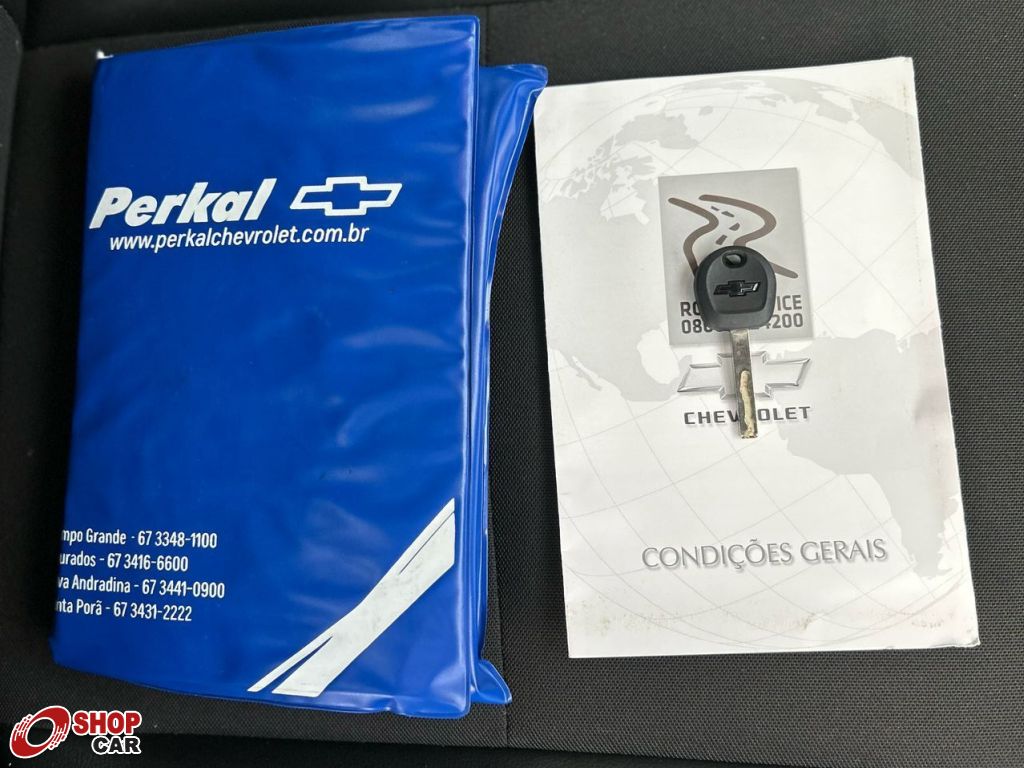 Perkal
www.perkalchevrolet.com.br
mpo Grande - 67 3348-1100
urados - 67 3416-6600
va Andradina - 67 3441-0900
nta Porã - 67 3431-2222
CHEVROLET
CONDIÇÕES GERAIS
SHOP
CAR